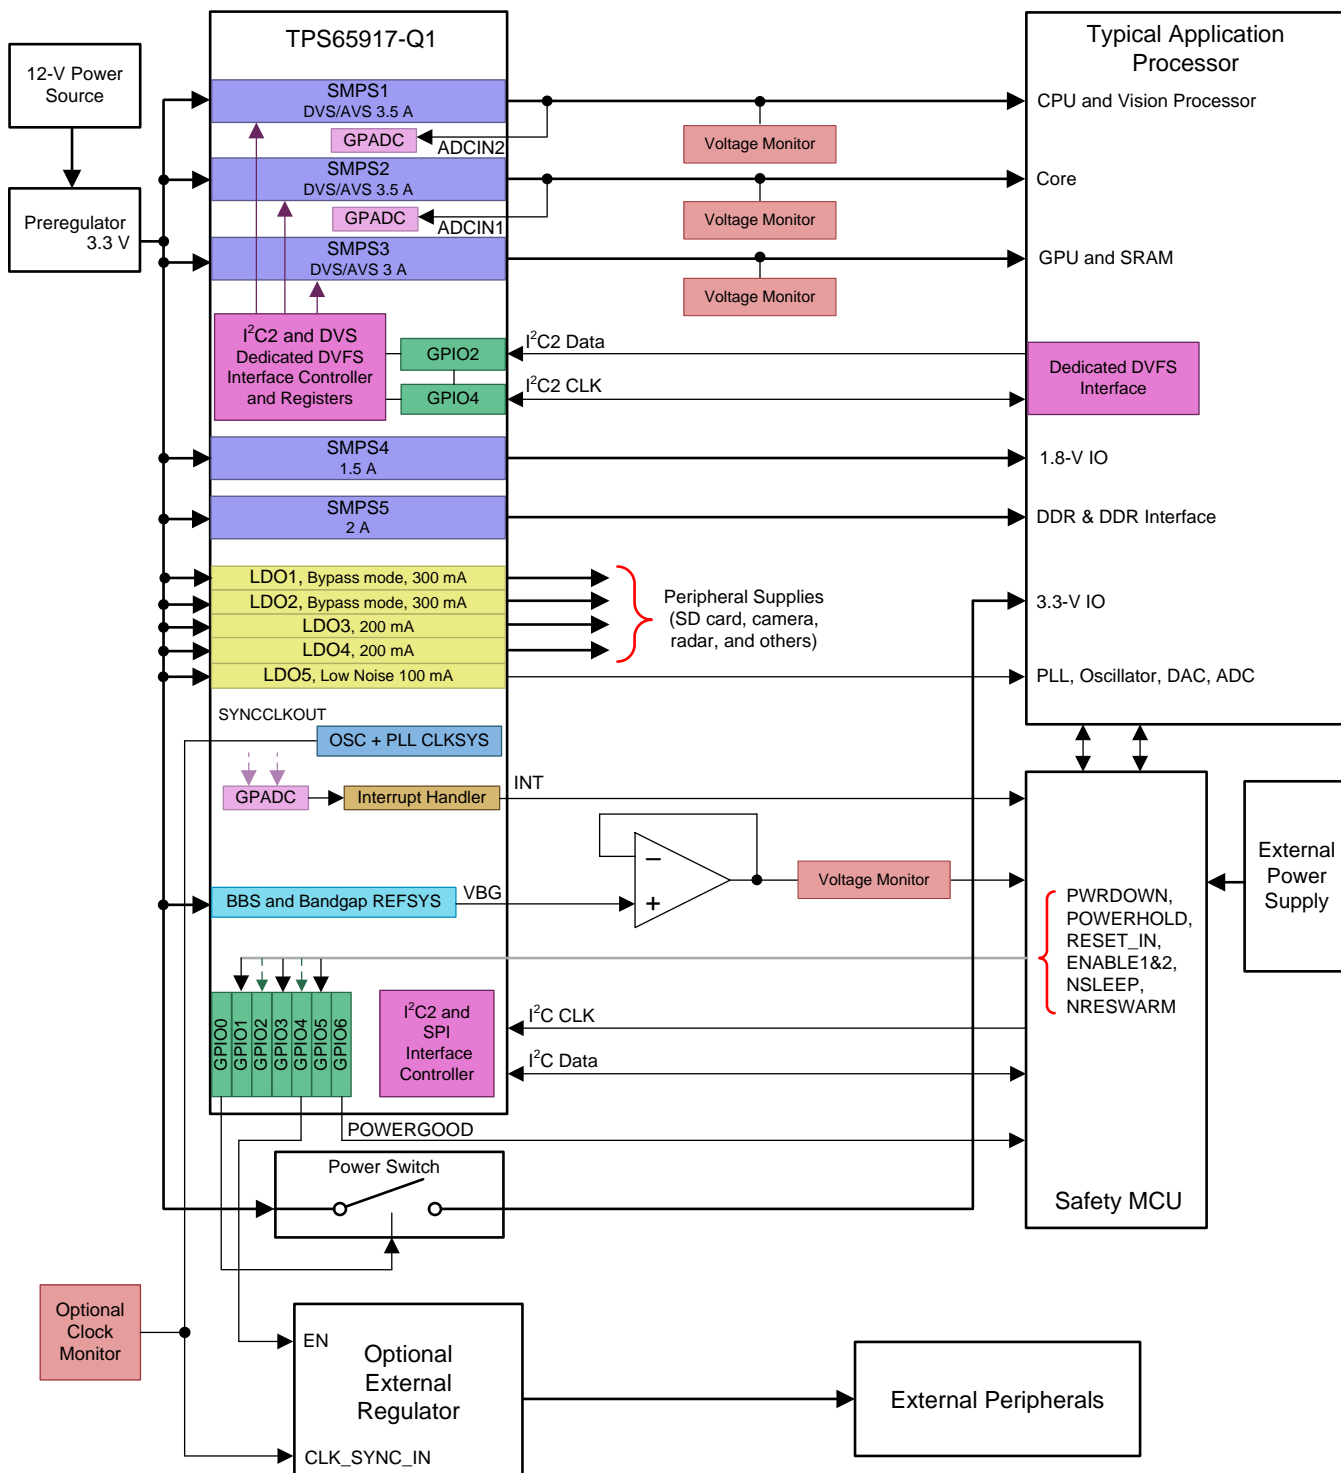 TPS65917-Q1
Typical Application
Processor
12-V Power
Source
Preregulator
3.3 V
SMPS1
DVS/AVS 3.5 A
GPADC
ADCIN2
Voltage Monitor
CPU and Vision Processor
SMPS2
DVS/AVS 3.5 A
GPADC
ADCIN1
Voltage Monitor
Core
SMPS3
DVS/AVS 3 A
Voltage Monitor
GPU and SRAM
I²C2 and DVS
Dedicated DVFS
Interface Controller
and Registers
GPIO2
GPIO4
I²C2 Data
I²C2 CLK
Dedicated DVFS
Interface
SMPS4
1.5 A
1.8-V IO
SMPS5
2 A
DDR & DDR Interface
LDO1, Bypass mode, 300 mA
LDO2, Bypass mode, 300 mA
LDO3, 200 mA
LDO4, 200 mA
LDO5, Low Noise 100 mA
Peripheral Supplies
(SD card, camera,
radar, and others)
3.3-V IO
PLL, Oscillator, DAC, ADC
SYNCCLKOUT
OSC + PLL CLKSYS
GPADC
Interrupt Handler
INT
BBS and Bandgap REFSYS
VBG
−
+
Voltage Monitor
External
Power
Supply
PWRDOWN,
POWERHOLD,
RESET_IN,
ENABLE1&2,
NSLEEP,
NRESWARM
GPIO0
GPIO1
GPIO2
GPIO3
GPIO4
GPIO5
GPIO6
I²C2 and
SPI
Interface
Controller
I²C CLK
I²C Data
POWERGOOD
Power Switch
Safety MCU
Optional
Clock
Monitor
EN
Optional
External
Regulator
CLK_SYNC_IN
External Peripherals